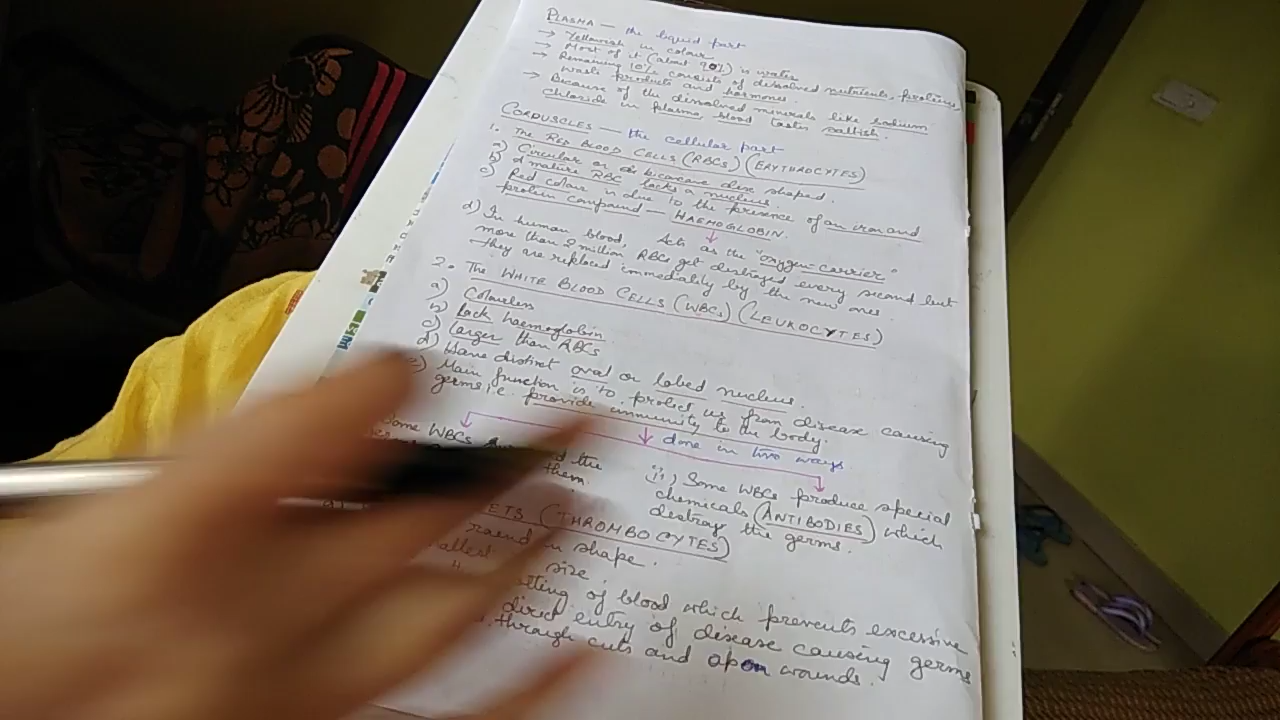 PLASMA — the liquid part
→ Yellowish in colour
→ Most of it (about 90%) is water
→ Remaining 10% consists of dissolved nutrients, proteins,
waste products and hormones.
→ Because of the dissolved minerals like sodium
chloride in plasma, blood tastes saltish.
CORPUSCLES — the cellular part
1. The RED BLOOD CELLS (RBCs) (ERYTHROCYTES)
a) Circular or biconcave disc shaped.
b) A mature RBC lacks a nucleus.
c) Red colour is due to the presence of an iron and
protein compound — HAEMOGLOBIN.
Acts as the "oxygen-carrier"
d) In human blood,
more than 2 million RBCs get destroyed every second but
they are replaced immediately by the new ones.
2. The WHITE BLOOD CELLS (WBCs) (LEUKOCYTES)
a) Colourless
b) Lack haemoglobin
c) Larger than RBCs
d) Have distinct oval or lobed nucleus.
e) Main function is to protect us from disease causing
germs i.e. provide immunity to the body.
done in two ways
Some WBCs
the
them.
ii) Some WBCs produce special
chemicals (ANTIBODIES) which
destroy the germs.
ETS (THROMBOCYTES)
in shape.
size.
of blood which prevents excessive
direct entry of disease causing germs
through cuts and open wounds.